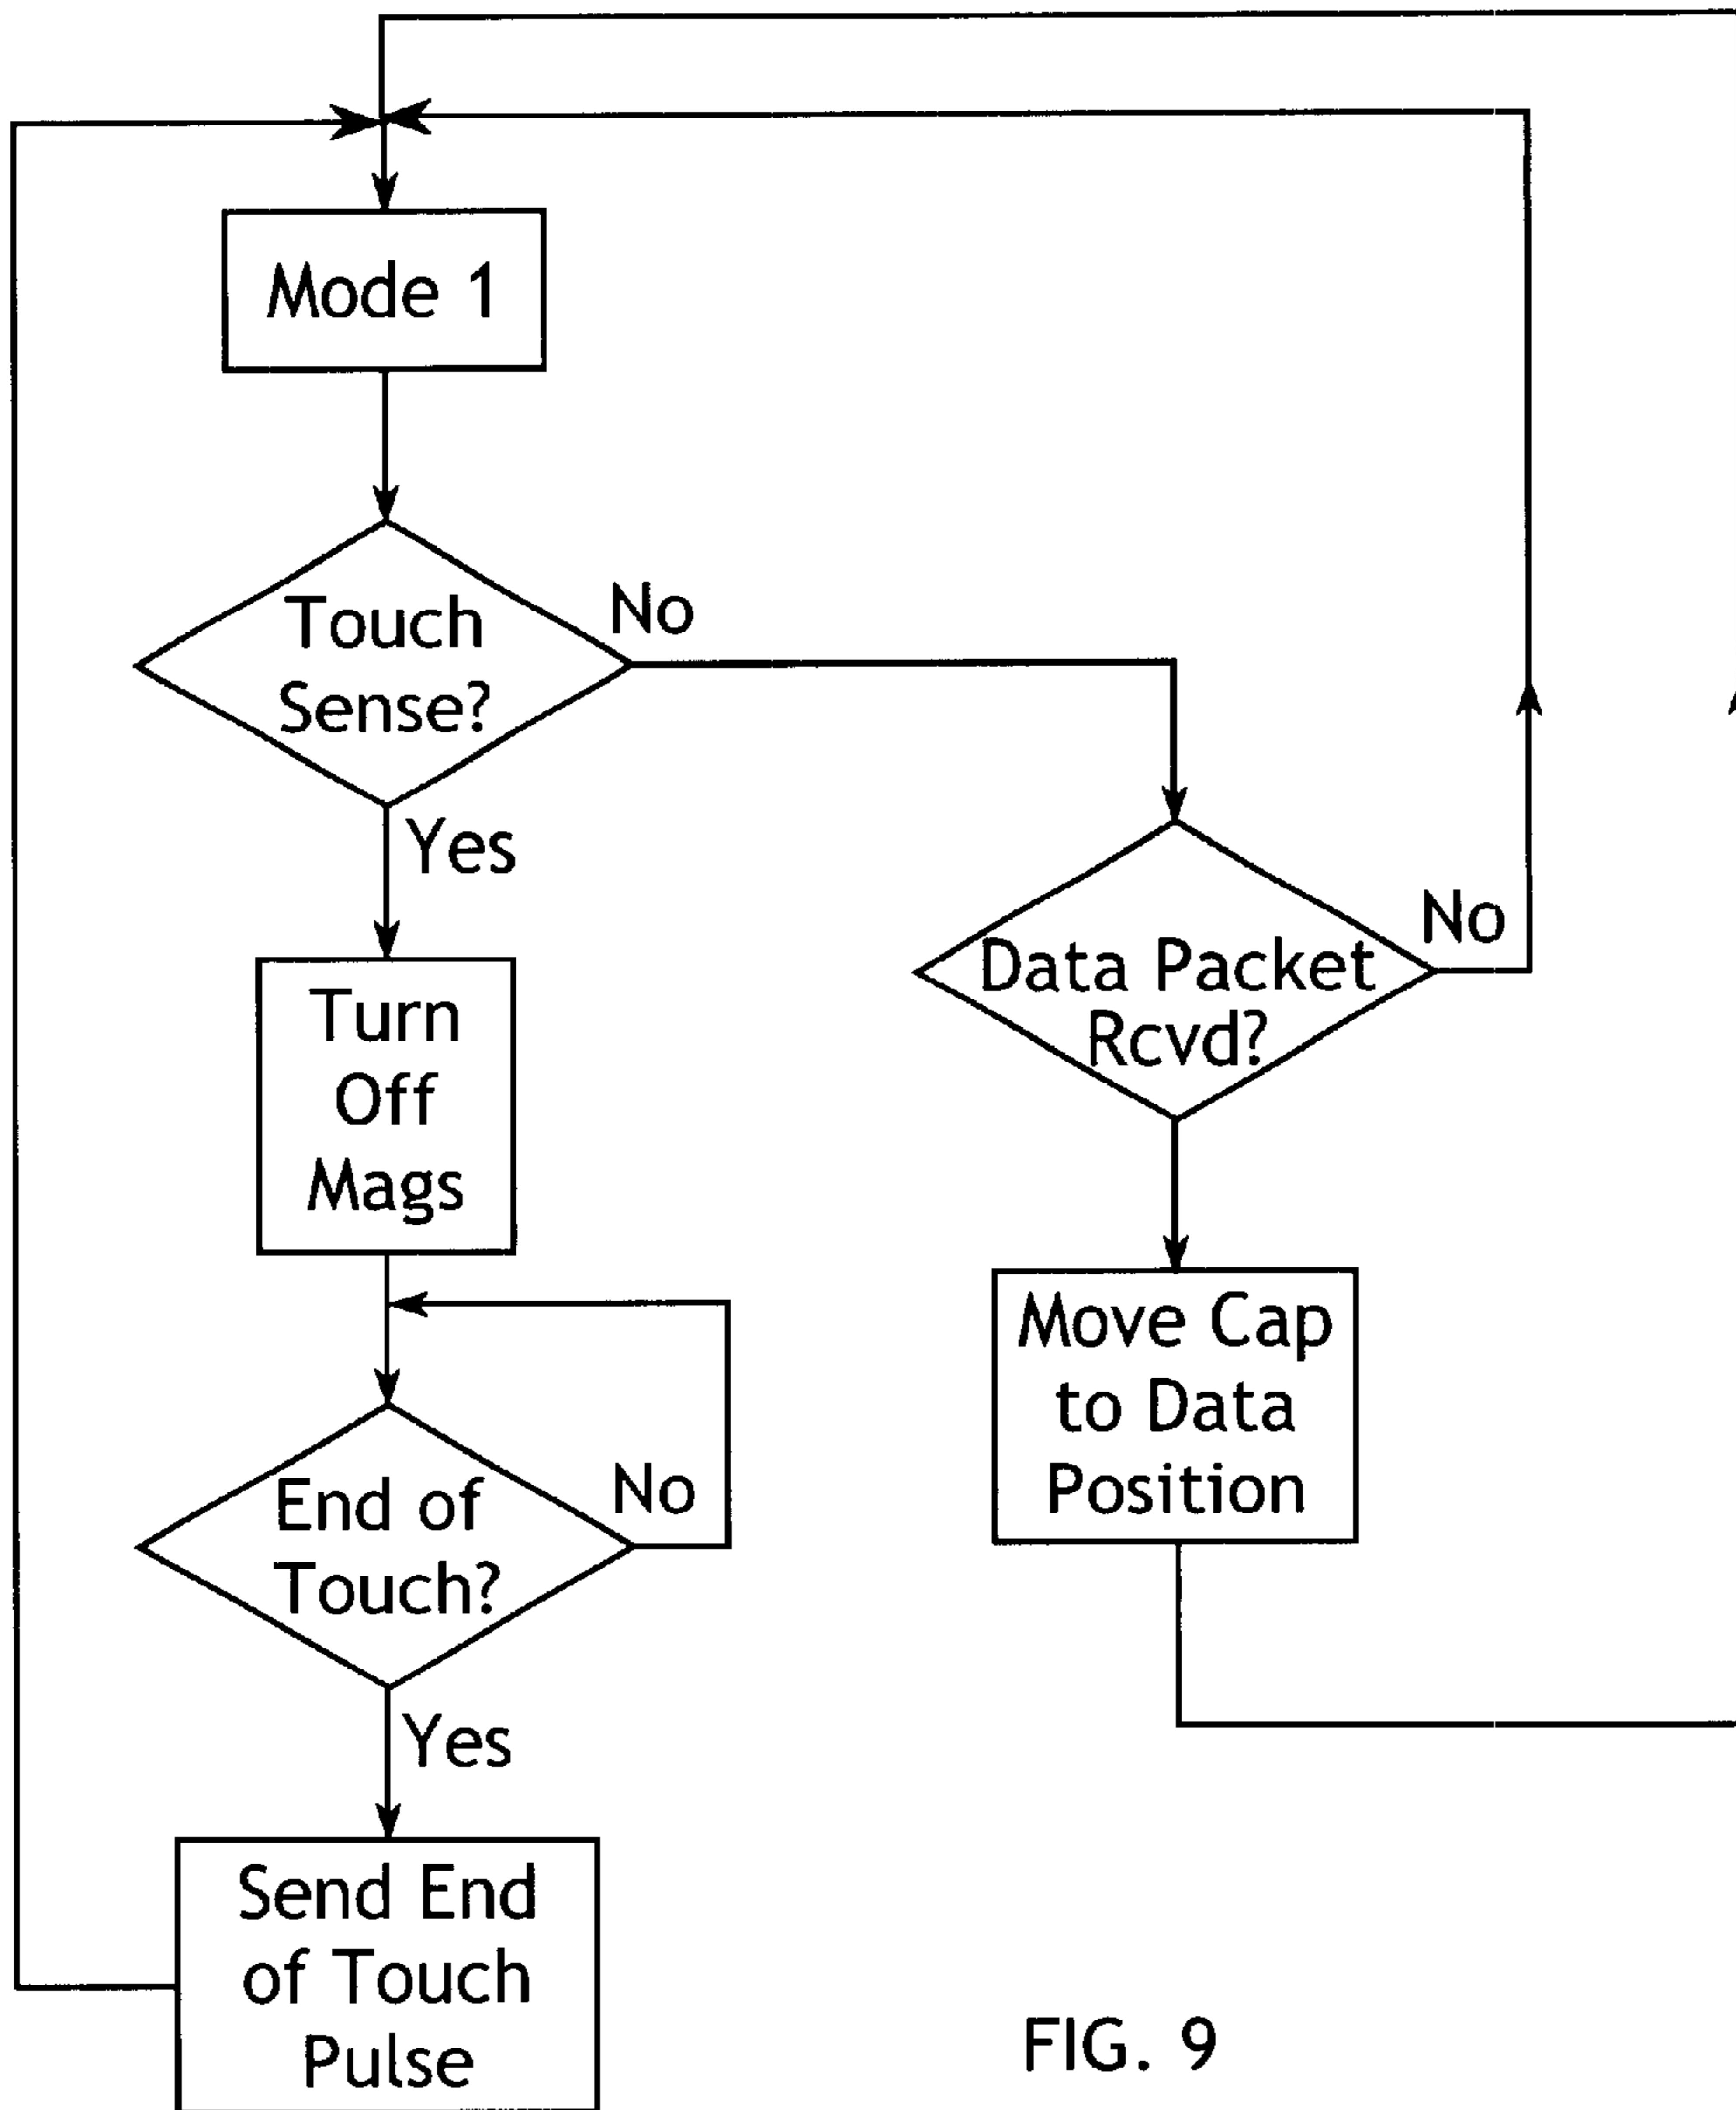 Mode 1
Touch
Sense?
No
Yes
Turn
Off
Mags
Data Packet
Rcvd?
No
Move Cap
to Data
Position
End of
Touch?
No
Yes
Send End
of Touch
Pulse
FIG. 9